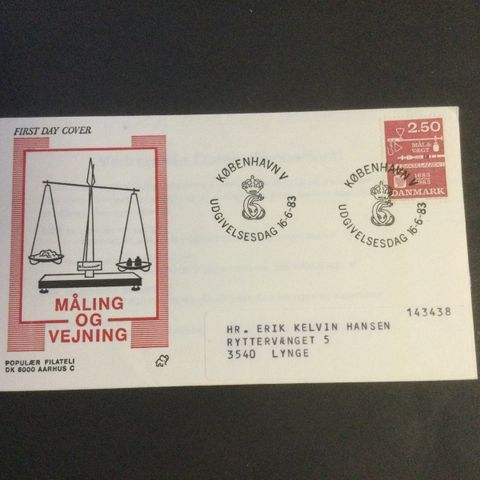 FIRST DAY COVER
MÅLING
OG
VEJNING
POPULÆR FILATELI
DK 8000 AARHUS C
KØBENHAVN V
UDGIVELSESDAG 16-6-83
KØBENHAVN V
UDGIVELSESDAG 16-6-83
2.50
MÅL &
VÆGT
1683
1983
DANMARK
143438
HR. ERIK KELVIN HANSEN
RYTTERVÆNGET 5
3540 LYNGE